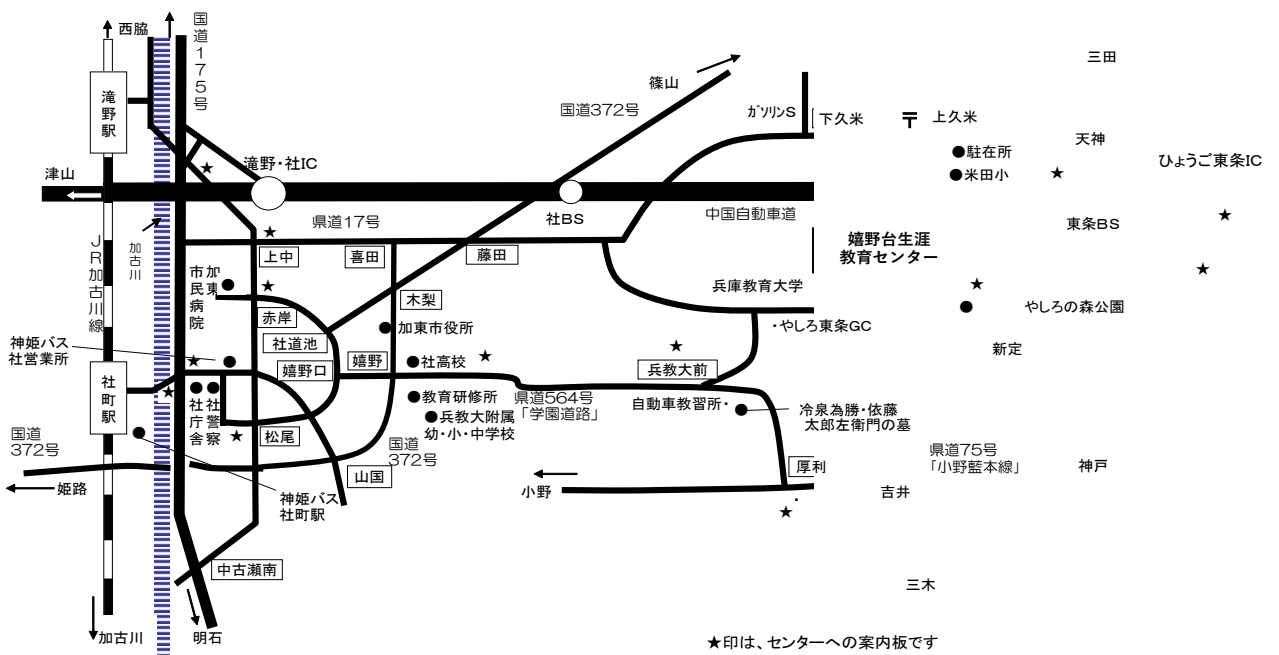 西脇
国道175号
滝野駅
篠山
国道372号
ガソリンS
下久米
〒
上久米
三田
天神
●駐在所
●米田小
ひょうご東条IC
津山
滝野・社IC
★
社BS
中国自動車道
県道17号
加古川
JR加古川線
上中
喜田
藤田
東条BS
嬉野台生涯
教育センター
加東
市民病院
木梨
兵庫教育大学
赤岸
●加東市役所
・やしろ東条GC
やしろの森公園
神姫バス
社営業所
社道池
嬉野口
嬉野
●社高校
兵教大前
新定
社町駅
社庁舎
社警察
●教育研修所
県道564号
「学園道路」
自動車教習所・
冷泉為勝・依藤
太郎左衛門の墓
●兵教大附属
幼・小・中学校
松尾
国道
372号
国道
372号
山国
厚利
県道75号
「小野藍本線」
神戸
姫路
神姫バス
社町駅
小野
吉井
中古瀬南
三木
加古川
明石
★印は、センターへの案内板です